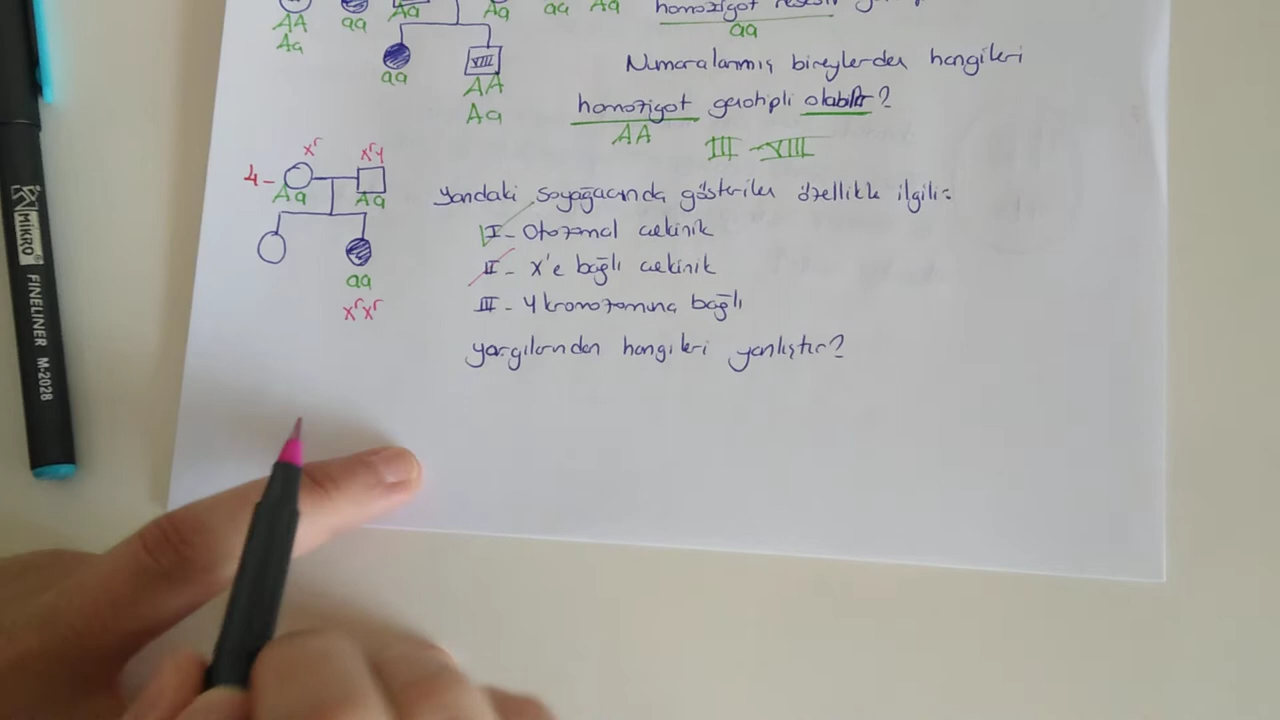 AA
Aa
aa
Aa
Aa
aa
Aa
homozigot resesif
aa
aa
VIII
AA
Aa
Numaralanmış bireylerden hangileri
homozigot genotipli olabilir?
AA
III - VIII
4-
Xʳ
XʳY
Aa
Aa
aa
XʳXʳ
Yandaki soyağacında gösterilen özellikle ilgili:
I- Otozomal çekinik
II- X'e bağlı çekinik
III- Y kromozomuna bağlı
yargılarından hangileri yanlıştır?
MIKRO FINELINER M-2028